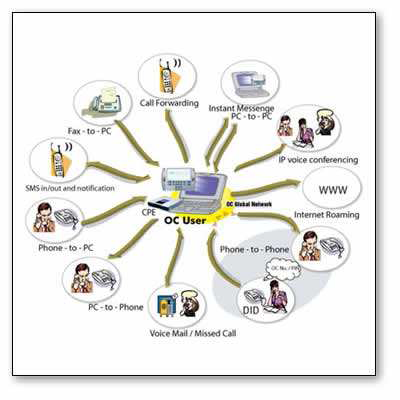 Call Forwarding
Instant Messenge
PC - to - PC
Fax - to - PC
IP voice conferencing
SMS in/out and notification
WWW
OC Global Network
CPE
OC User
Internet Roaming
Phone - to - PC
Phone - to - Phone
OC No. / PIN
PC - to - Phone
DID
Voice Mail / Missed Call